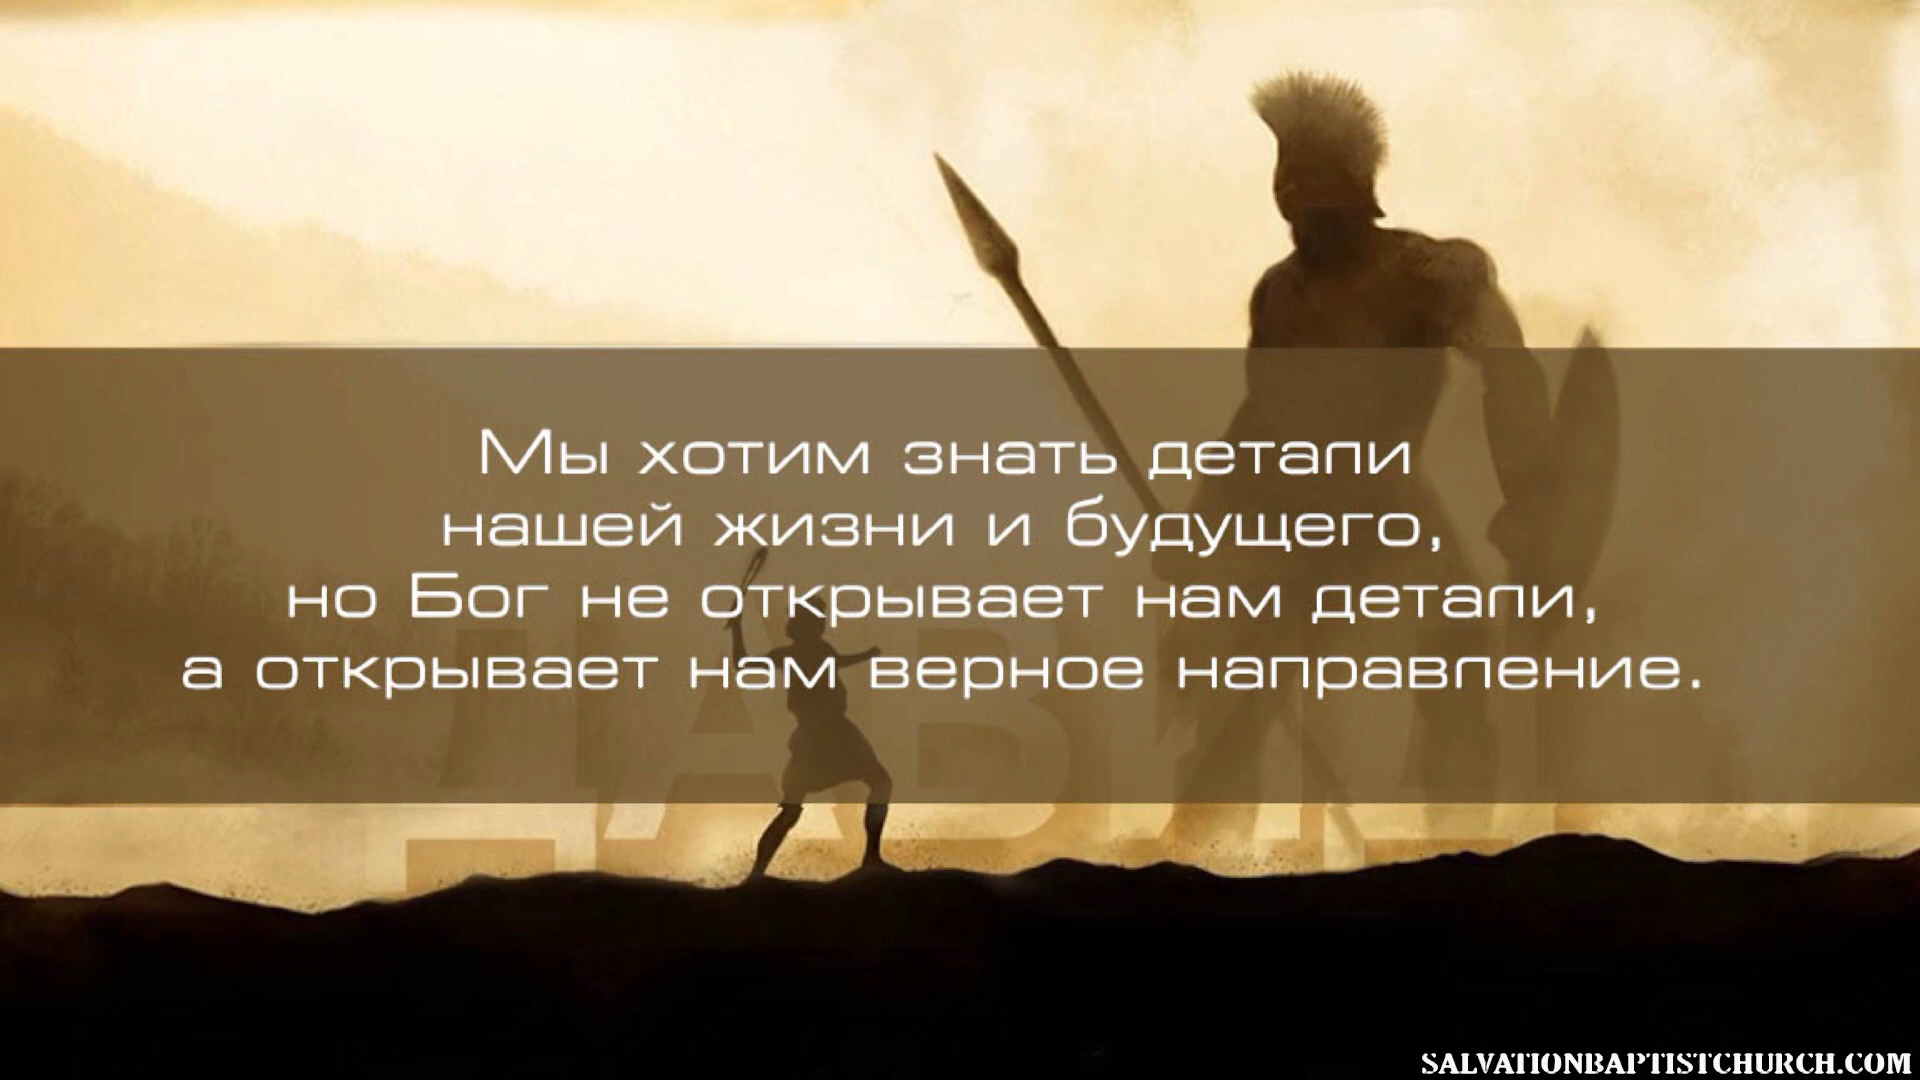 Мы хотим знать детали
нашей жизни и будущего,
но Бог не открывает нам детали,
а открывает нам верное направление.
ДАВИД
SALVATIONBAPTISTCHURCH.COM